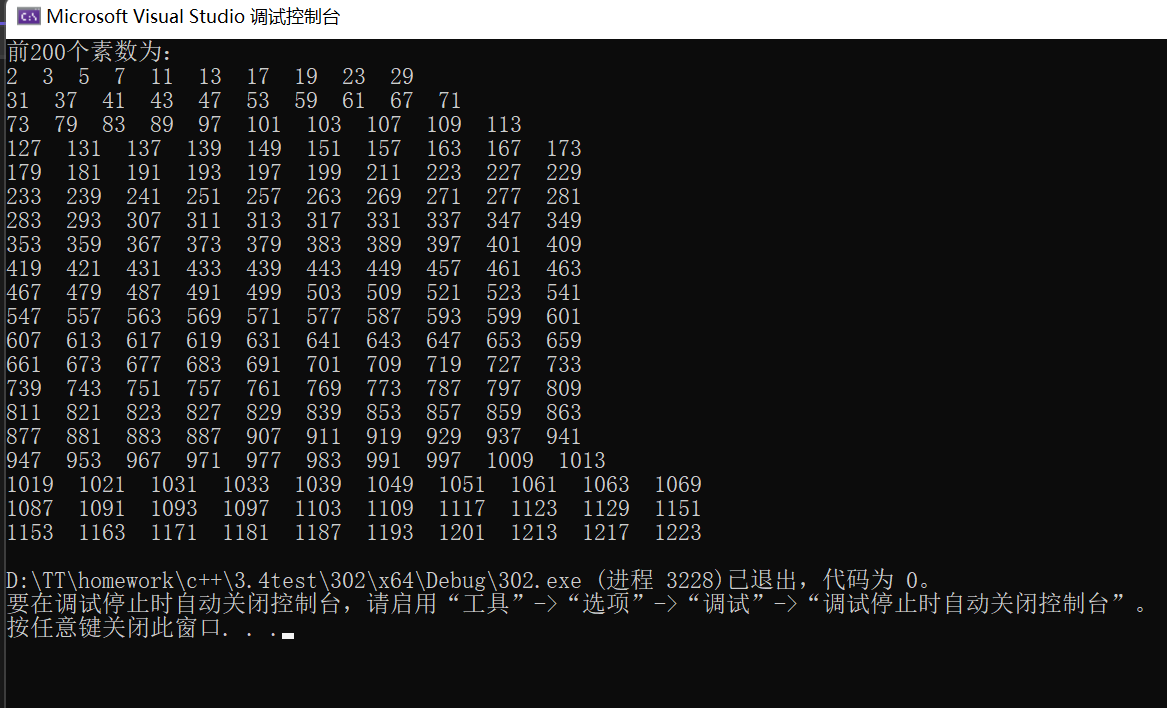 Microsoft Visual Studio 调试控制台
前200个素数为:
2  3  5  7  11  13  17  19  23  29
31  37  41  43  47  53  59  61  67  71
73  79  83  89  97  101  103  107  109  113
127  131  137  139  149  151  157  163  167  173
179  181  191  193  197  199  211  223  227  229
233  239  241  251  257  263  269  271  277  281
283  293  307  311  313  317  331  337  347  349
353  359  367  373  379  383  389  397  401  409
419  421  431  433  439  443  449  457  461  463
467  479  487  491  499  503  509  521  523  541
547  557  563  569  571  577  587  593  599  601
607  613  617  619  631  641  643  647  653  659
661  673  677  683  691  701  709  719  727  733
739  743  751  757  761  769  773  787  797  809
811  821  823  827  829  839  853  857  859  863
877  881  883  887  907  911  919  929  937  941
947  953  967  971  977  983  991  997  1009  1013
1019  1021  1031  1033  1039  1049  1051  1061  1063  1069
1087  1091  1093  1097  1103  1109  1117  1123  1129  1151
1153  1163  1171  1181  1187  1193  1201  1213  1217  1223
D:\TT\homework\c++\3.4test\302\x64\Debug\302.exe (进程 3228)已退出，代码为 0。
要在调试停止时自动关闭控制台，请启用“工具”->“选项”->“调试”->“调试停止时自动关闭控制台”。
按任意键关闭此窗口. . .